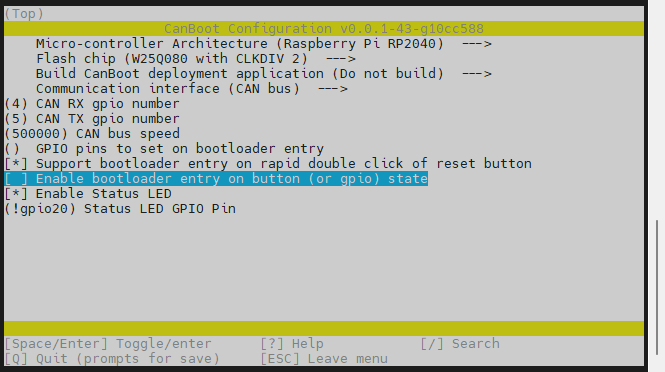 (Top)
CanBoot Configuration v0.0.1-43-g10cc588
Micro-controller Architecture (Raspberry Pi RP2040)  --->
Flash chip (W25Q080 with CLKDIV 2)  --->
Build CanBoot deployment application (Do not build)  --->
Communication interface (CAN bus)  --->
(4) CAN RX gpio number
(5) CAN TX gpio number
(500000) CAN bus speed
()  GPIO pins to set on bootloader entry
[*] Support bootloader entry on rapid double click of reset button
[ ] Enable bootloader entry on button (or gpio) state
[*] Enable Status LED
(!gpio20) Status LED GPIO Pin
[Space/Enter] Toggle/enter     [?] Help            [/] Search
[Q] Quit (prompts for save)     [ESC] Leave menu